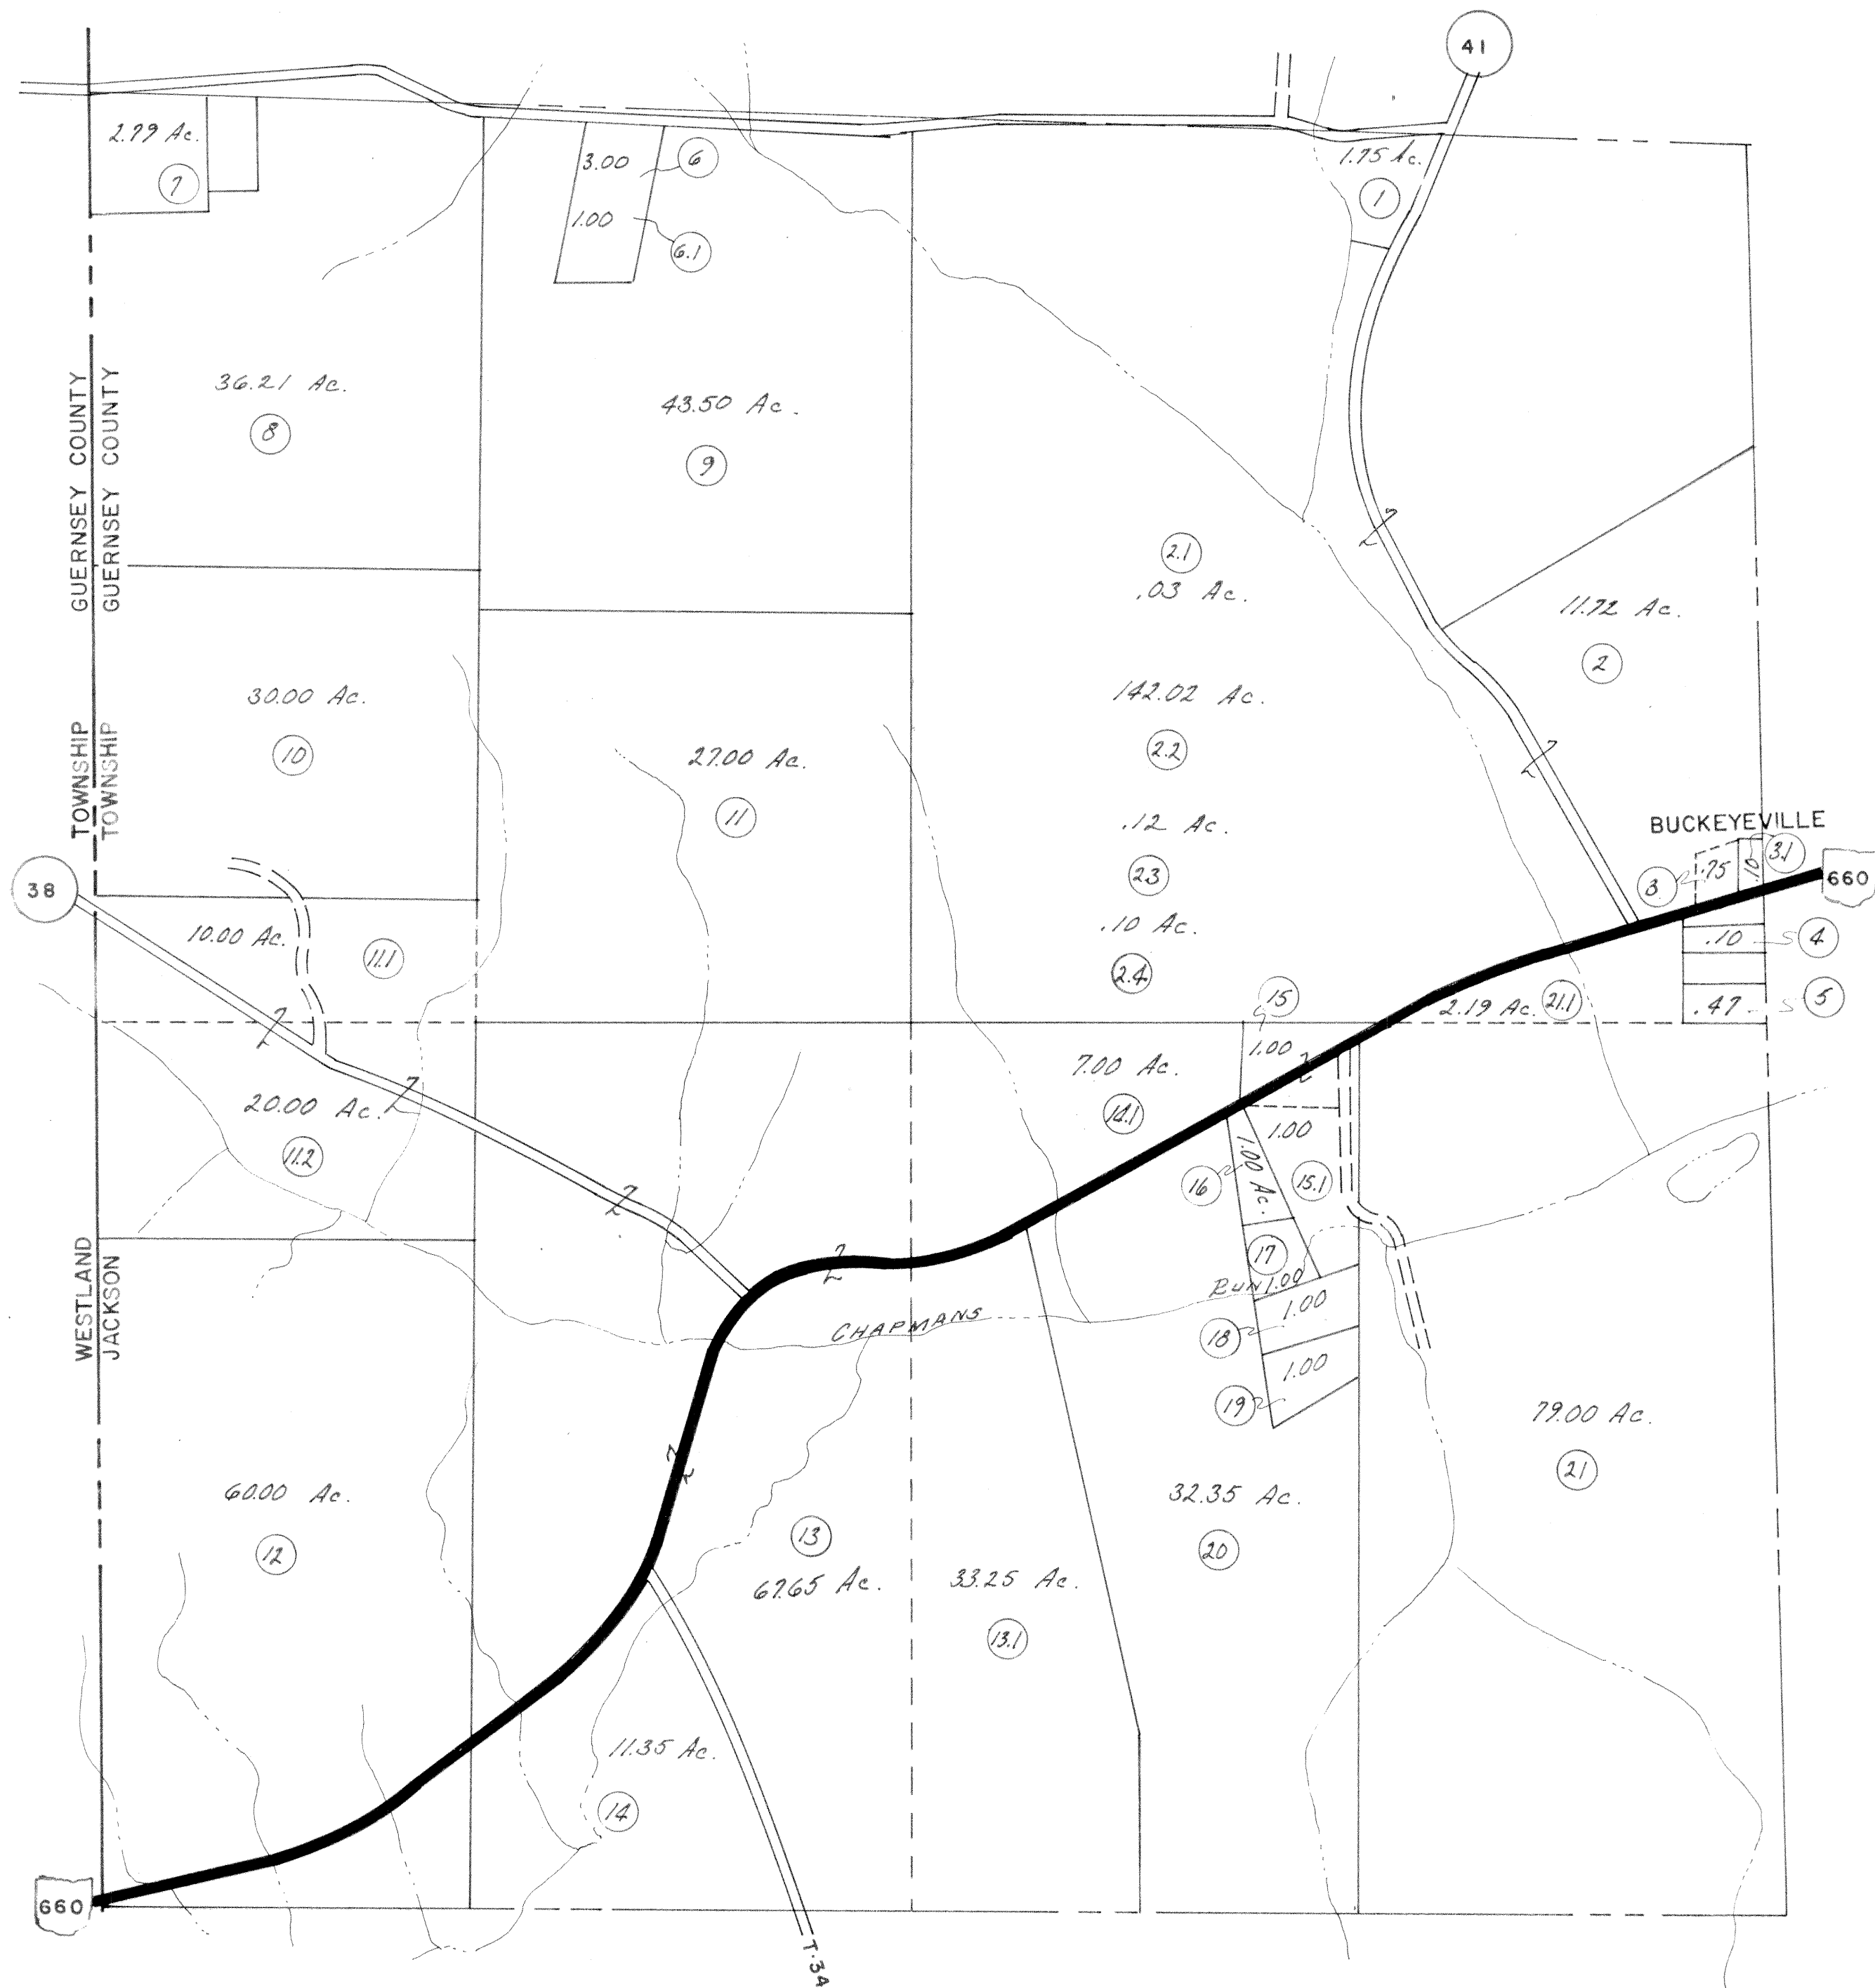 41
2.79 Ac.
7
3.00
6
1.00
6.1
1.75 Ac.
1
GUERNSEY COUNTY
GUERNSEY COUNTY
36.21 Ac.
8
43.50 Ac.
9
2.1
.03 Ac.
11.72 Ac.
2
TOWNSHIP
TOWNSHIP
30.00 Ac.
10
27.00 Ac.
11
142.02 Ac.
2.2
.12 Ac.
2.3
.10 Ac.
2.4
BUCKEYEVILLE
3
.75
.10
3.1
660
.10
4
.47
5
38
10.00 Ac.
11.1
2.19 Ac.
21.1
15
1.00
7.00 Ac.
14.1
20.00 Ac.
11.2
1.00
15.1
16
1.00 Ac.
17
RUN
1.00
CHAPMANS
18
1.00
19
1.00
WESTLAND
JACKSON
60.00 Ac.
12
13
67.65 Ac.
33.25 Ac.
13.1
32.35 Ac.
20
79.00 Ac.
21
11.35 Ac.
14
660
T-34